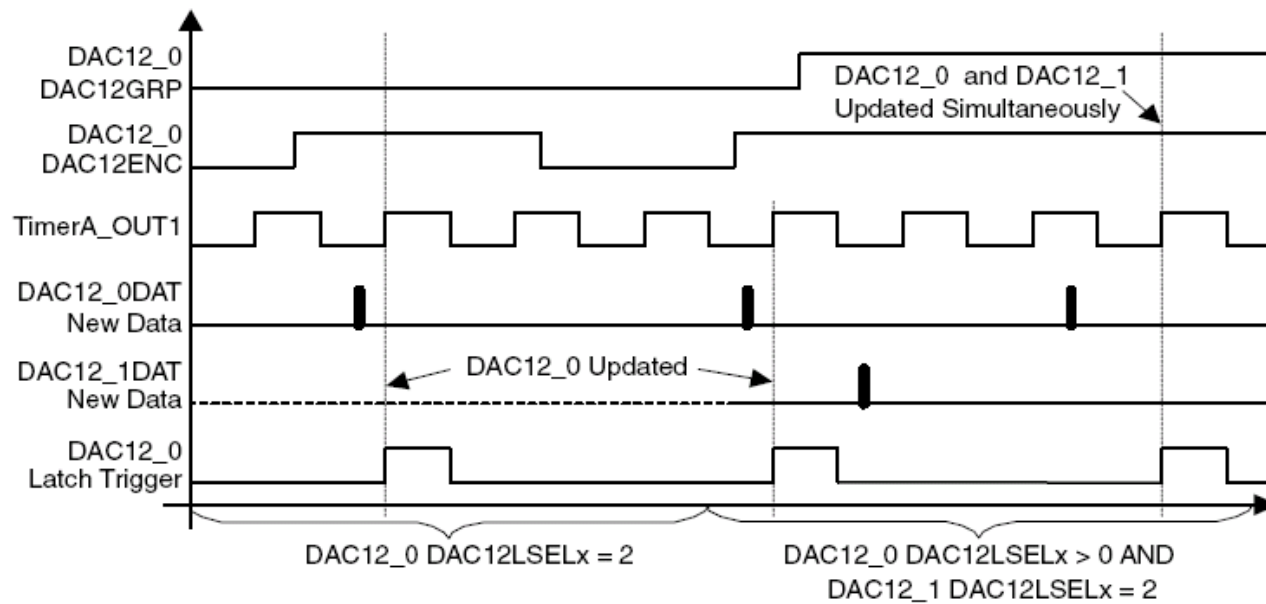 DAC12_0
DAC12GRP
DAC12_0 and DAC12_1
Updated Simultaneously
DAC12_0
DAC12ENC
TimerA_OUT1
DAC12_0DAT
New Data
DAC12_1DAT
New Data
DAC12_0 Updated
DAC12_0
Latch Trigger
DAC12_0 DAC12LSELx = 2
DAC12_0 DAC12LSELx > 0 AND
DAC12_1 DAC12LSELx = 2